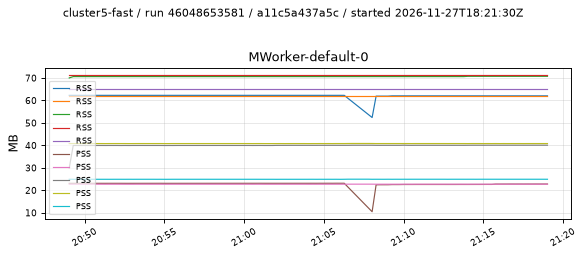 cluster5-fast / run 46048653581 / a11c5a437a5c / started 2026-11-27T18:21:30Z
MWorker-default-0
MB
70
60
50
40
30
20
10
RSS
RSS
RSS
RSS
RSS
PSS
PSS
PSS
PSS
PSS
20:50
20:55
21:00
21:05
21:10
21:15
21:20